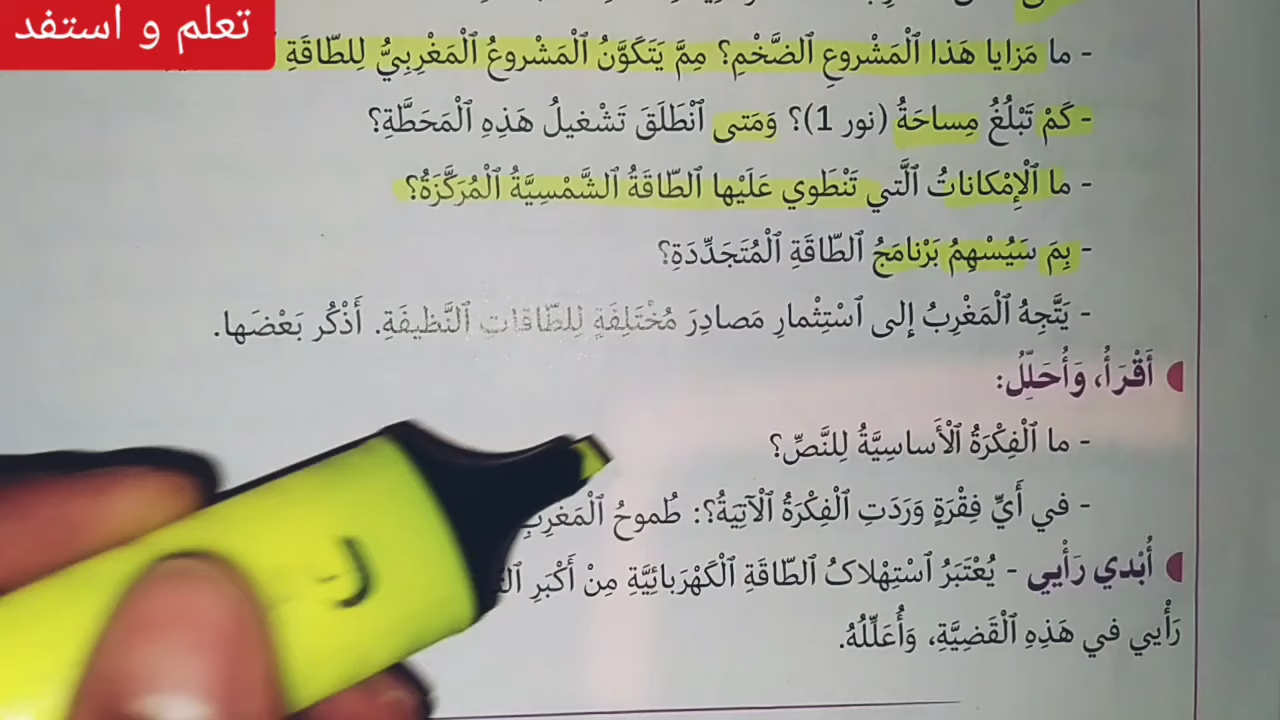 تعلم و استفد
- ما مَزايا هَذا ٱلْمَشْروعِ ٱلضَّخْمِ؟ مِمَّ يَتَكَوَّنُ ٱلْمَشْروعُ ٱلْمَغْرِبِيُّ لِلطّاقَةِ
- كَمْ تَبْلُغُ مِساحَةُ (نور 1)؟ وَمَتى ٱنْطَلَقَ تَشْغيلُ هَذِهِ ٱلْمَحَطَّةِ؟
- ما ٱلْإِمْكاناتُ ٱلَّتي تَنْطَوي عَلَيْها ٱلطّاقَةُ ٱلشَّمْسِيَّةُ ٱلْمُرَكَّزَةُ؟
- بِمَ سَيُسْهِمُ بَرْنامَجُ ٱلطّاقَةِ ٱلْمُتَجَدِّدَةِ؟
- يَتَّجِهُ ٱلْمَغْرِبُ إلى ٱسْتِثْمارِ مَصادِرَ مُخْتَلِفَةٍ لِلطّاقاتِ ٱلنَّظيفَةِ. أَذْكُر بَعْضَها.
أَقْرَأُ، وَأُحَلِّلُ:
- ما ٱلْفِكْرَةُ ٱلْأَساسِيَّةُ لِلنَّصِّ؟
- في أَيِّ فِقْرَةٍ وَرَدَتِ ٱلْفِكْرَةُ ٱلْآتِيَةُ؟: طُموحُ ٱلْمَغرِبِ
أُبْدي رَأْيي - يُعْتَبَرُ ٱسْتِهْلاكُ ٱلطّاقَةِ ٱلْكَهْرَبائِيَّةِ مِنْ أَكْبَرِ
رَأْيي في هَذِهِ ٱلْقَضِيَّةِ، وَأُعَلِّلُهُ.